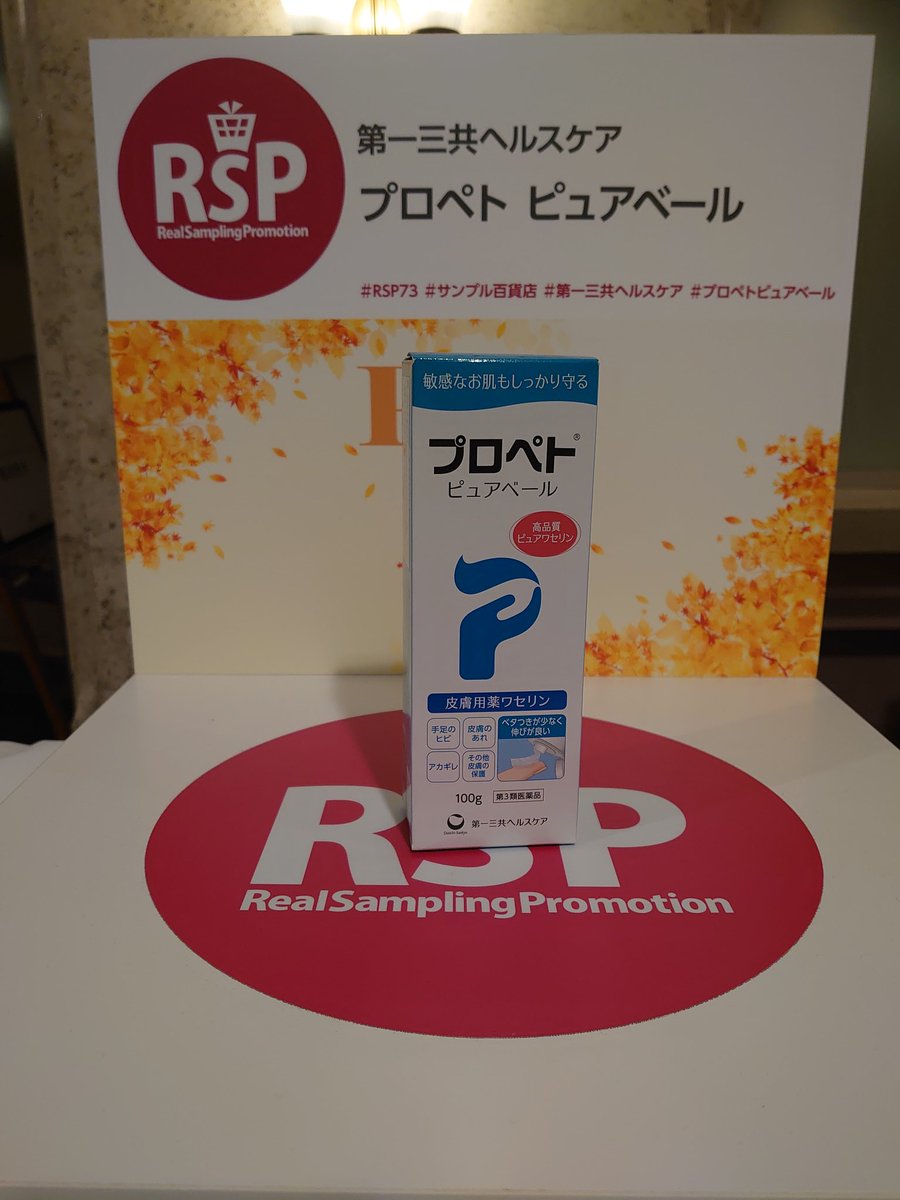 RSP
RealSamplingPromotion
第一三共ヘルスケア
プロペト ピュアベール
#RSP73 #サンプル百貨店 #第一三共ヘルスケア #プロペトピュアベール
敏感なお肌もしっかり守る
プロペト®
ピュアベール
高品質
ピュアワセリン
皮膚用薬ワセリン
手足の
ヒビ
皮膚の
あれ
アカギレ
その他
皮膚の
保護
ベタつきが少なく
伸びが良い
100g 第3類医薬品
Daiichi-Sankyo
第一三共ヘルスケア
RSP
RealSamplingPromotion